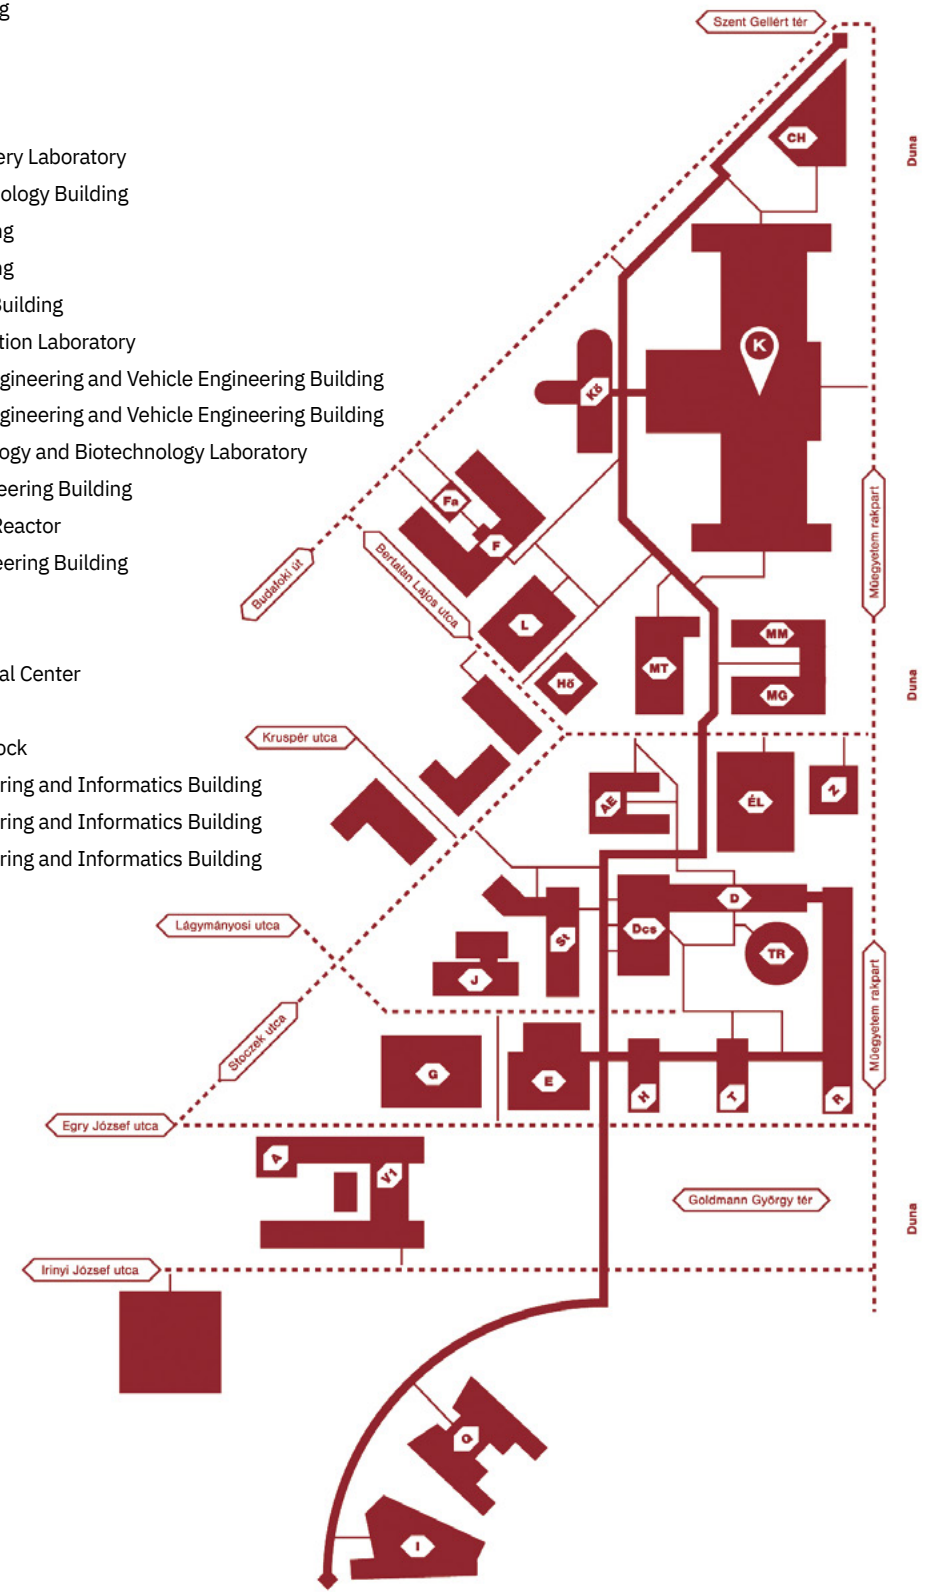 g
ery Laboratory
ology Building
ng
ng
Building
tion Laboratory
gineering and Vehicle Engineering Building
gineering and Vehicle Engineering Building
ogy and Biotechnology Laboratory
eering Building
Reactor
eering Building
al Center
ock
ring and Informatics Building
ring and Informatics Building
ring and Informatics Building
Szent Gellért tér
CH
Duna
K
Kő
Fa
F
Műegyetem rakpart
Budafoki út
Bertalan Lajos utca
L
MM
MT
Hő
MG
Duna
Kruspér utca
AE
ÉL
Z
D
Lágymányosi utca
St
Dcs
TR
J
Műegyetem rakpart
Stoczek utca
G
E
H
T
R
Egry József utca
A
V1
Goldmann György tér
Duna
Irinyi József utca
Q
I